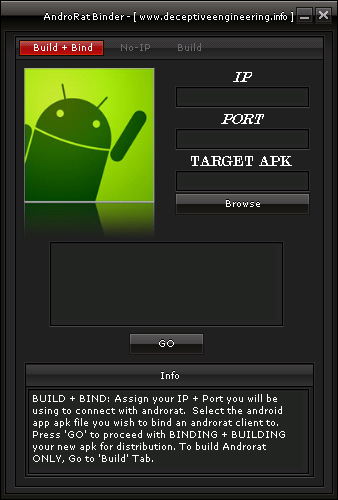 AndroRat Binder - [ www.deceptiveengineering.info ]
Build + Bind No-IP Build
IP
PORT
TARGET APK
Browse
GO
Info
BUILD + BIND: Assign your IP + Port you will be
using to connect with androrat. Select the android
app apk file you wish to bind an androrat client to.
Press 'GO' to proceed with BINDING + BUILDING
your new apk for distribution. To build Androrat
ONLY, Go to 'Build' Tab.